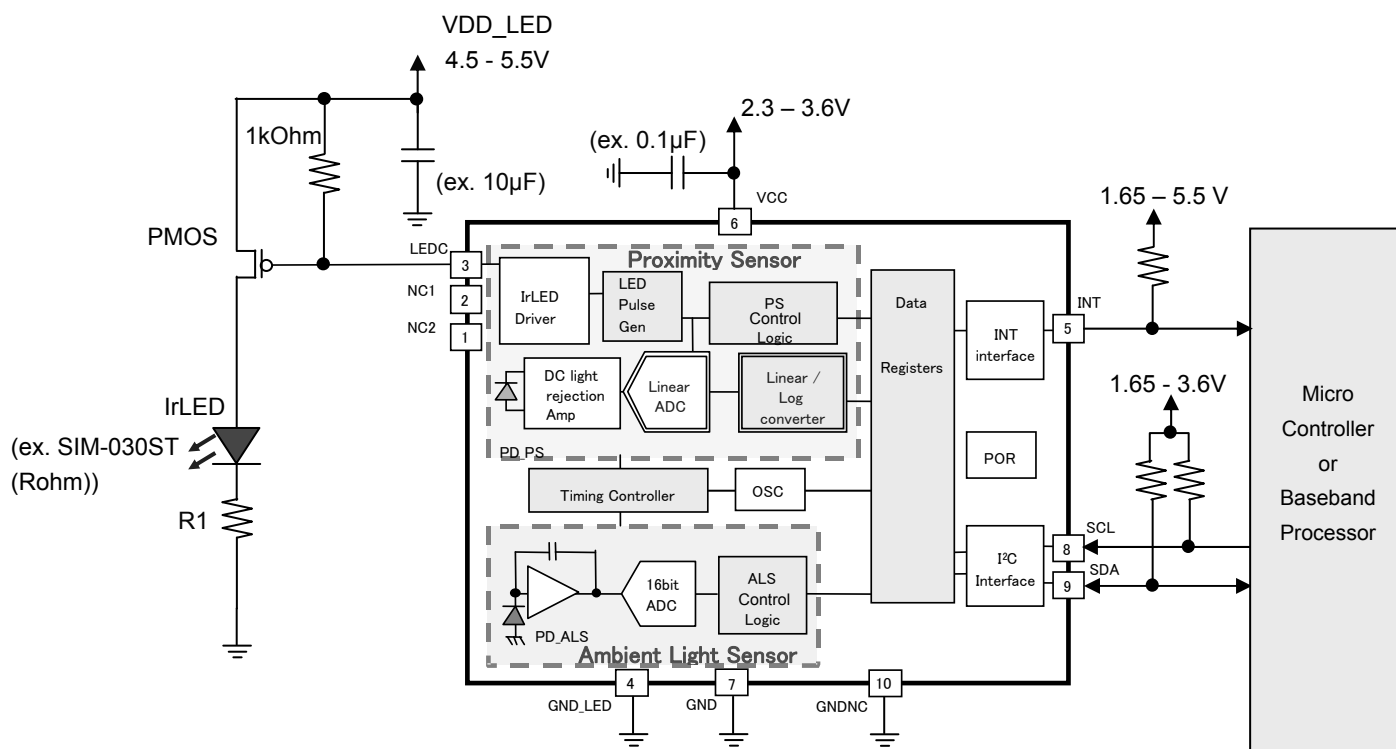 VDD_LED
4.5 - 5.5V
1kOhm
(ex. 10µF)
PMOS
IrLED
(ex. SIM-030ST
(Rohm))
R1
2.3 – 3.6V
(ex. 0.1µF)
VCC
6
LEDC
3
NC1
2
NC2
1
Proximity Sensor
IrLED
Driver
LED
Pulse
Gen
PS
Control
Logic
DC light
rejection
Amp
Linear
ADC
Linear /
Log
converter
PD_PS
Timing Controller
OSC
16bit
ADC
ALS
Control
Logic
PD_ALS
Ambient Light Sensor
Data
Registers
INT
interface
POR
I²C
Interface
1.65 – 5.5 V
INT
5
1.65 - 3.6V
SCL
8
SDA
9
Micro
Controller
or
Baseband
Processor
4
GND_LED
7
GND
10
GNDNC